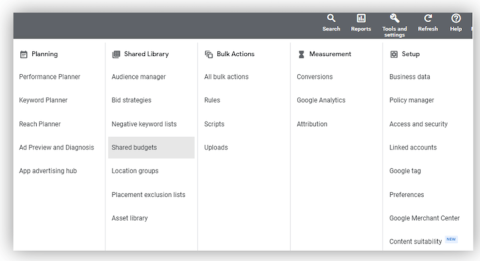 Search
Reports
Tools and
settings
Refresh
Help
Planning
Performance Planner
Keyword Planner
Reach Planner
Ad Preview and Diagnosis
App advertising hub
Shared Library
Audience manager
Bid strategies
Negative keyword lists
Shared budgets
Location groups
Placement exclusion lists
Asset library
Bulk Actions
All bulk actions
Rules
Scripts
Uploads
Measurement
Conversions
Google Analytics
Attribution
Setup
Business data
Policy manager
Access and security
Linked accounts
Google tag
Preferences
Google Merchant Center
Content suitability NEW